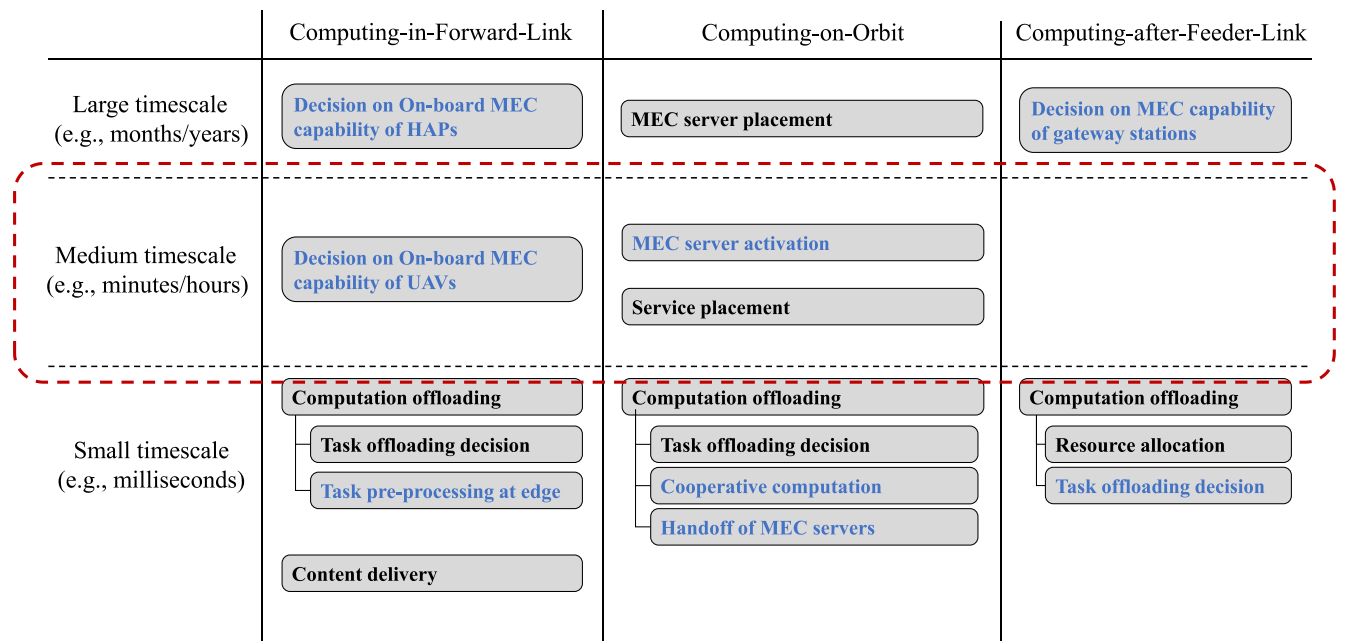 Computing-in-Forward-Link
Computing-on-Orbit
Computing-after-Feeder-Link
Large timescale
(e.g., months/years)
Decision on On-board MEC
capability of HAPs
MEC server placement
Decision on MEC capability
of gateway stations
Medium timescale
(e.g., minutes/hours)
Decision on On-board MEC
capability of UAVs
MEC server activation
Service placement
Small timescale
(e.g., milliseconds)
Computation offloading
Task offloading decision
Task pre-processing at edge
Content delivery
Computation offloading
Task offloading decision
Cooperative computation
Handoff of MEC servers
Computation offloading
Resource allocation
Task offloading decision